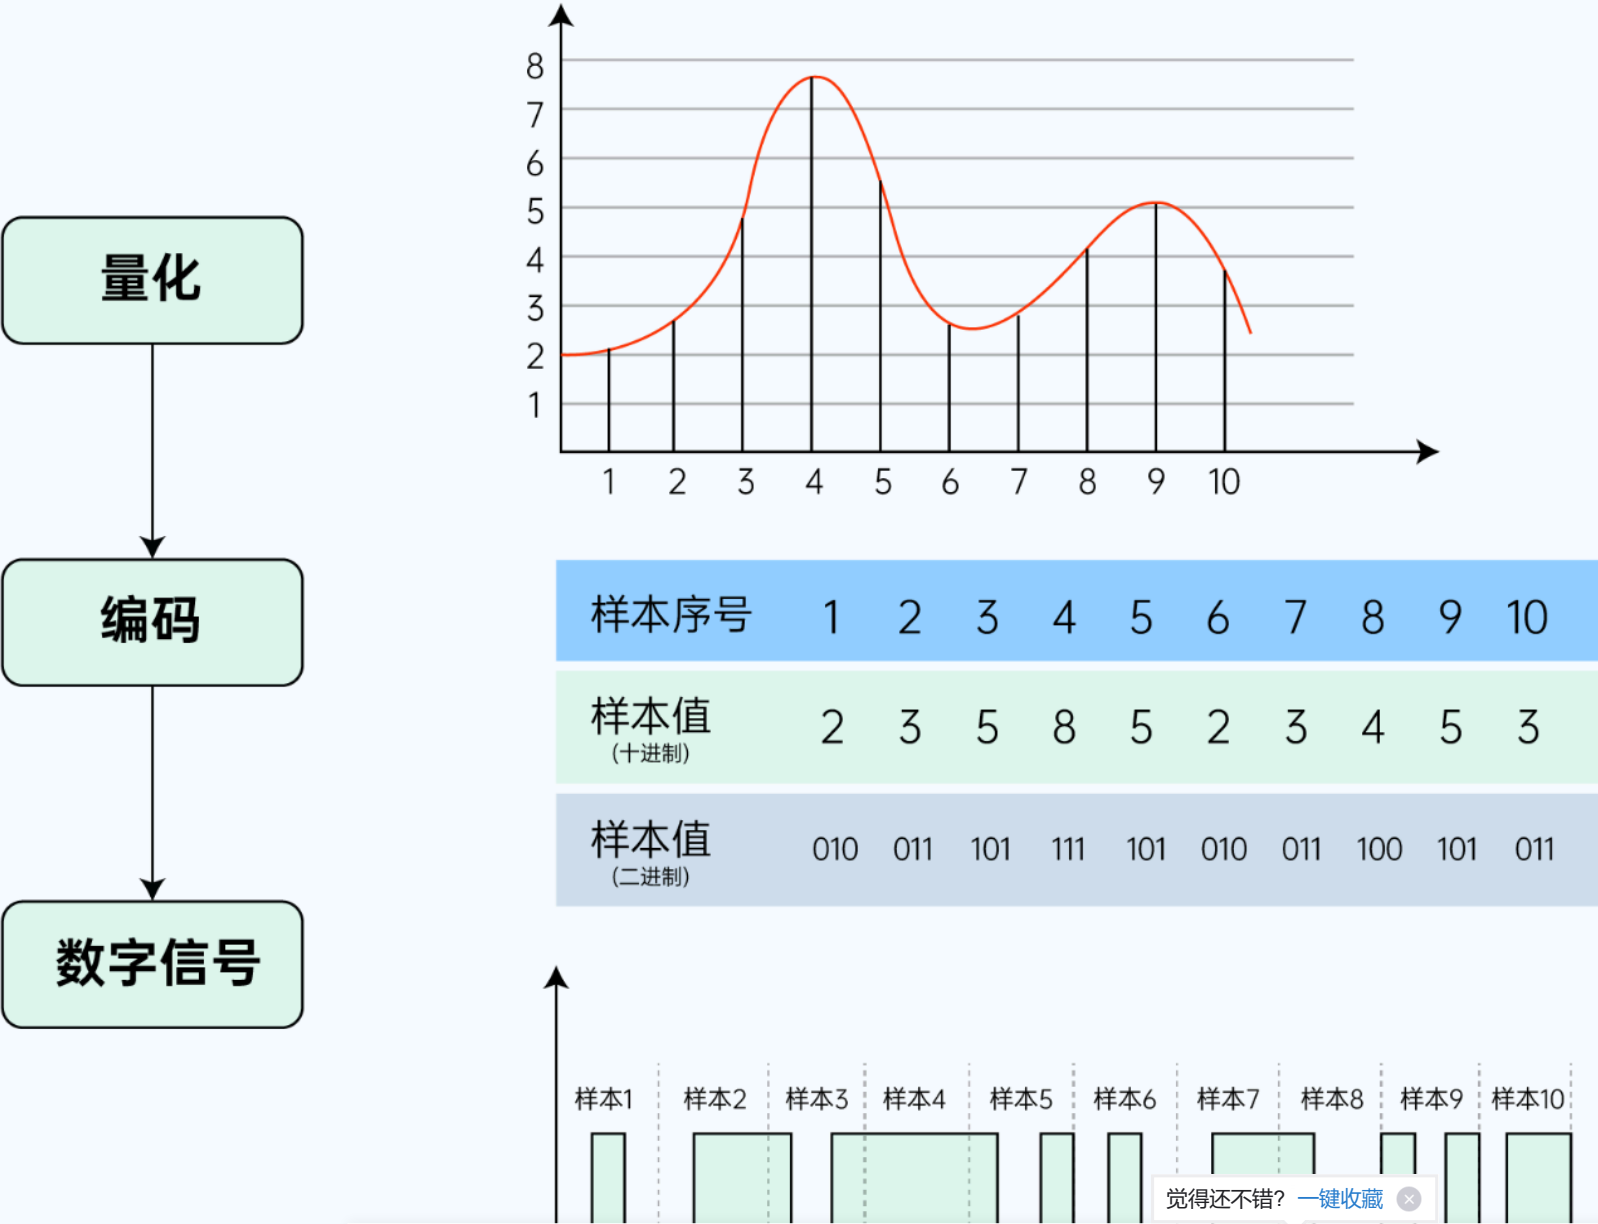 8
7
6
5
4
3
2
1
1 2 3 4 5 6 7 8 9 10
量化
编码
数字信号
样本序号 1 2 3 4 5 6 7 8 9 10
样本值 2 3 5 8 5 2 3 4 5 3
(十进制)
样本值 010 011 101 111 101 010 011 100 101 011
(二进制)
样本1 样本2 样本3 样本4 样本5 样本6 样本7 样本8 样本9 样本10
觉得还不错? 一键收藏